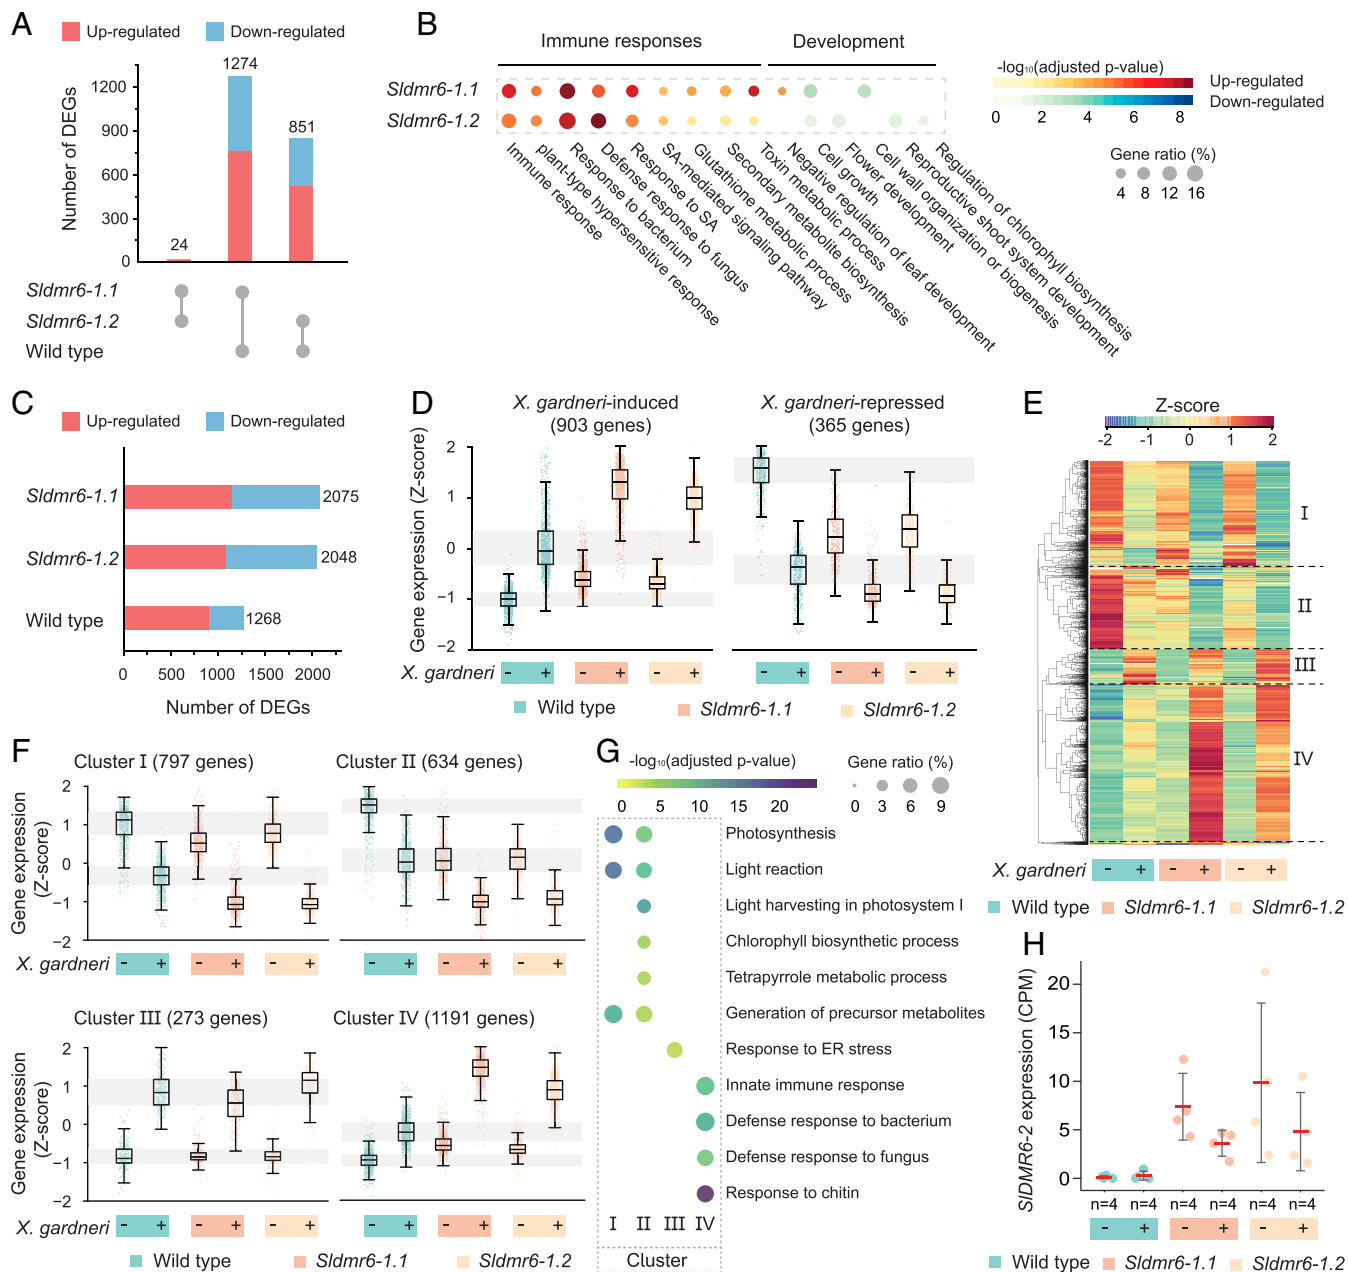 A
Up-regulated
Down-regulated
Number of DEGs
1200
900
600
300
0
24
1274
851
Sldmr6-1.1
Sldmr6-1.2
Wild type
B
Immune responses
Development
Sldmr6-1.1
Sldmr6-1.2
Immune response
plant-type hypersensitive response
Response to bacterium
Defense response to fungus
Response to SA
SA-mediated signaling pathway
Glutathione metabolic process
Secondary metabolite biosynthesis
Toxin metabolic process
Negative regulation of leaf development
Cell growth
Flower development
Cell wall organization or biogenesis
Reproductive shoot system development
Regulation of chlorophyll biosynthesis
-log10(adjusted p-value)
Up-regulated
Down-regulated
0 2 4 6 8
Gene ratio (%)
4 8 12 16
C
Up-regulated
Down-regulated
Sldmr6-1.1
2075
Sldmr6-1.2
2048
Wild type
1268
0 500 1000 1500 2000
Number of DEGs
D
X. gardneri-induced
(903 genes)
X. gardneri-repressed
(365 genes)
Gene expression (Z-score)
2
1
0
−1
−2
X. gardneri
- + - + - +
- + - + - +
Wild type
Sldmr6-1.1
Sldmr6-1.2
E
Z-score
-2 -1 0 1 2
I
II
III
IV
X. gardneri
- + - + - +
Wild type
Sldmr6-1.1
Sldmr6-1.2
F
Cluster I (797 genes)
Cluster II (634 genes)
Gene expression
(Z-score)
2
1
0
−1
−2
X. gardneri
- + - + - +
- + - + - +
Cluster III (273 genes)
Cluster IV (1191 genes)
Gene expression
(Z-score)
2
1
0
−1
−2
X. gardneri
- + - + - +
- + - + - +
Wild type
Sldmr6-1.1
Sldmr6-1.2
G
-log10(adjusted p-value)
0 5 10 15 20
Gene ratio (%)
0 3 6 9
Photosynthesis
Light reaction
Light harvesting in photosystem I
Chlorophyll biosynthetic process
Tetrapyrrole metabolic process
Generation of precursor metabolites
Response to ER stress
Innate immune response
Defense response to bacterium
Defense response to fungus
Response to chitin
I II III IV
Cluster
H
SlDMR6-2 expression (CPM)
20
15
10
5
0
n=4 n=4 n=4 n=4 n=4 n=4
- + - + - +
Wild type
Sldmr6-1.1
Sldmr6-1.2